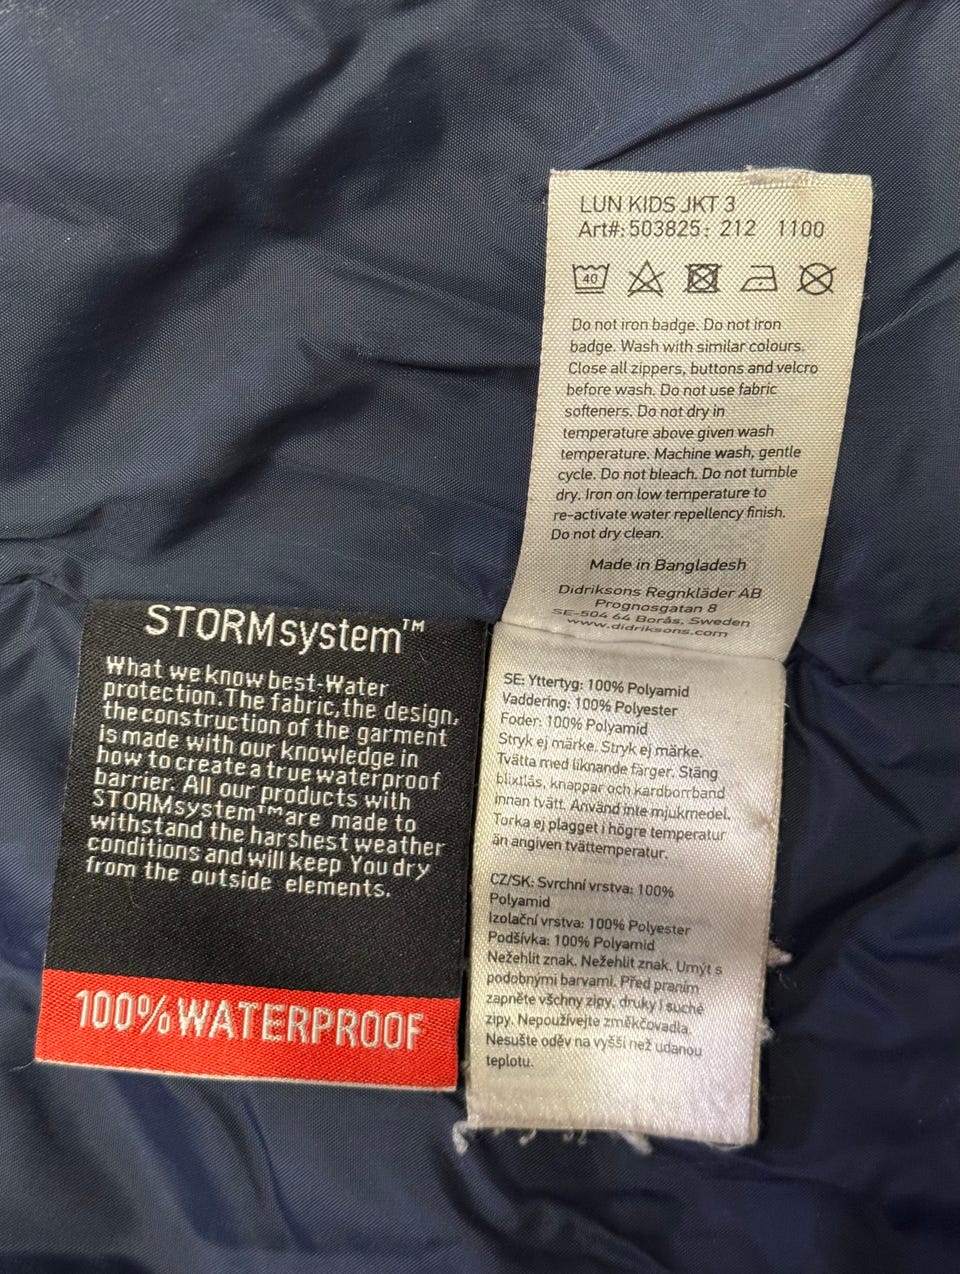 LUN KIDS JKT 3
Art#: 503825: 212 1100
40
Do not iron badge. Do not iron
badge. Wash with similar colours.
Close all zippers, buttons and velcro
before wash. Do not use fabric
softeners. Do not dry in
temperature above given wash
temperature. Machine wash, gentle
cycle. Do not bleach. Do not tumble
dry. Iron on low temperature to
re-activate water repellency finish.
Do not dry clean.
Made in Bangladesh
Didriksons Regnkläder AB
Prognosgatan 8
SE-504 64 Borås, Sweden
www.didriksons.com
STORMsystem™
What we know best-Water
protection.The fabric,the design,
the construction of the garment
is made with our knowledge in
how to create a true waterproof
barrier. All our products with
STORMsystem™are made to
withstand the harshest weather
conditions and will keep You dry
from the outside elements.
100% WATERPROOF
SE: Yttertyg: 100% Polyamid
Vaddering: 100% Polyester
Foder: 100% Polyamid
Stryk ej märke. Stryk ej märke.
Tvätta med liknande färger. Stäng
blixtlås, knappar och kardborrband
innan tvätt. Använd inte mjukmedel.
Torka ej plagget i högre temperatur
än angiven tvättemperatur.
CZ/SK: Svrchní vrstva: 100%
Polyamid
Izolační vrstva: 100% Polyester
Podšívka: 100% Polyamid
Nežehlit znak. Nežehlit znak. Umýt s
podobnými barvami. Před praním
zapněte všchny zipy, druky i suché
zipy. Nepoužívejte změkčovadla.
Nesušte oděv na vyšší než udanou
teplotu.